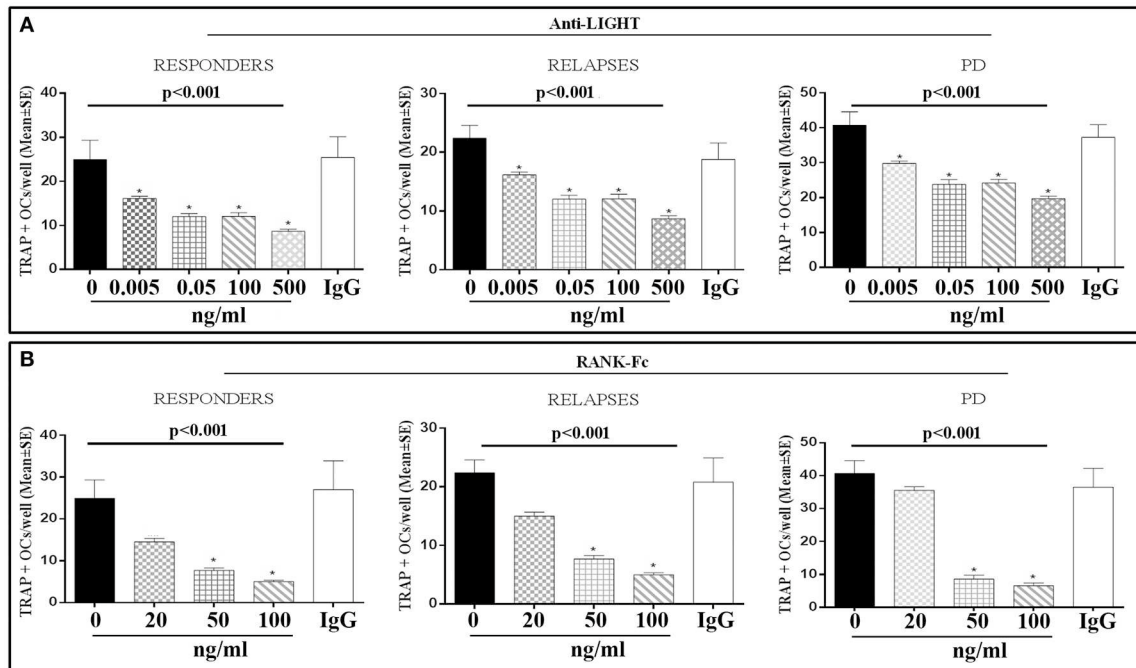 A
Anti-LIGHT
RESPONDERS
p<0.001
TRAP + OCs/well (Mean±SE)
40
30
20
10
0
*
*
*
*
0 0.005 0.05 100 500 IgG
ng/ml
RELAPSES
p<0.001
TRAP + OCs/well (Mean±SE)
30
20
10
0
*
*
*
*
0 0.005 0.05 100 500 IgG
ng/ml
PD
p<0.001
TRAP + OCs/well (Mean±SE)
50
40
30
20
10
0
*
*
*
*
0 0.005 0.05 100 500 IgG
ng/ml
B
RANK-Fc
RESPONDERS
p<0.001
TRAP + OCs/well (Mean±SE)
40
30
20
10
0
*
*
0 20 50 100 IgG
ng/ml
RELAPSES
p<0.001
TRAP + OCs/well (Mean±SE)
30
20
10
0
*
*
0 20 50 100 IgG
ng/ml
PD
p<0.001
TRAP + OCs/well (Mean±SE)
50
40
30
20
10
0
*
*
0 20 50 100 IgG
ng/ml